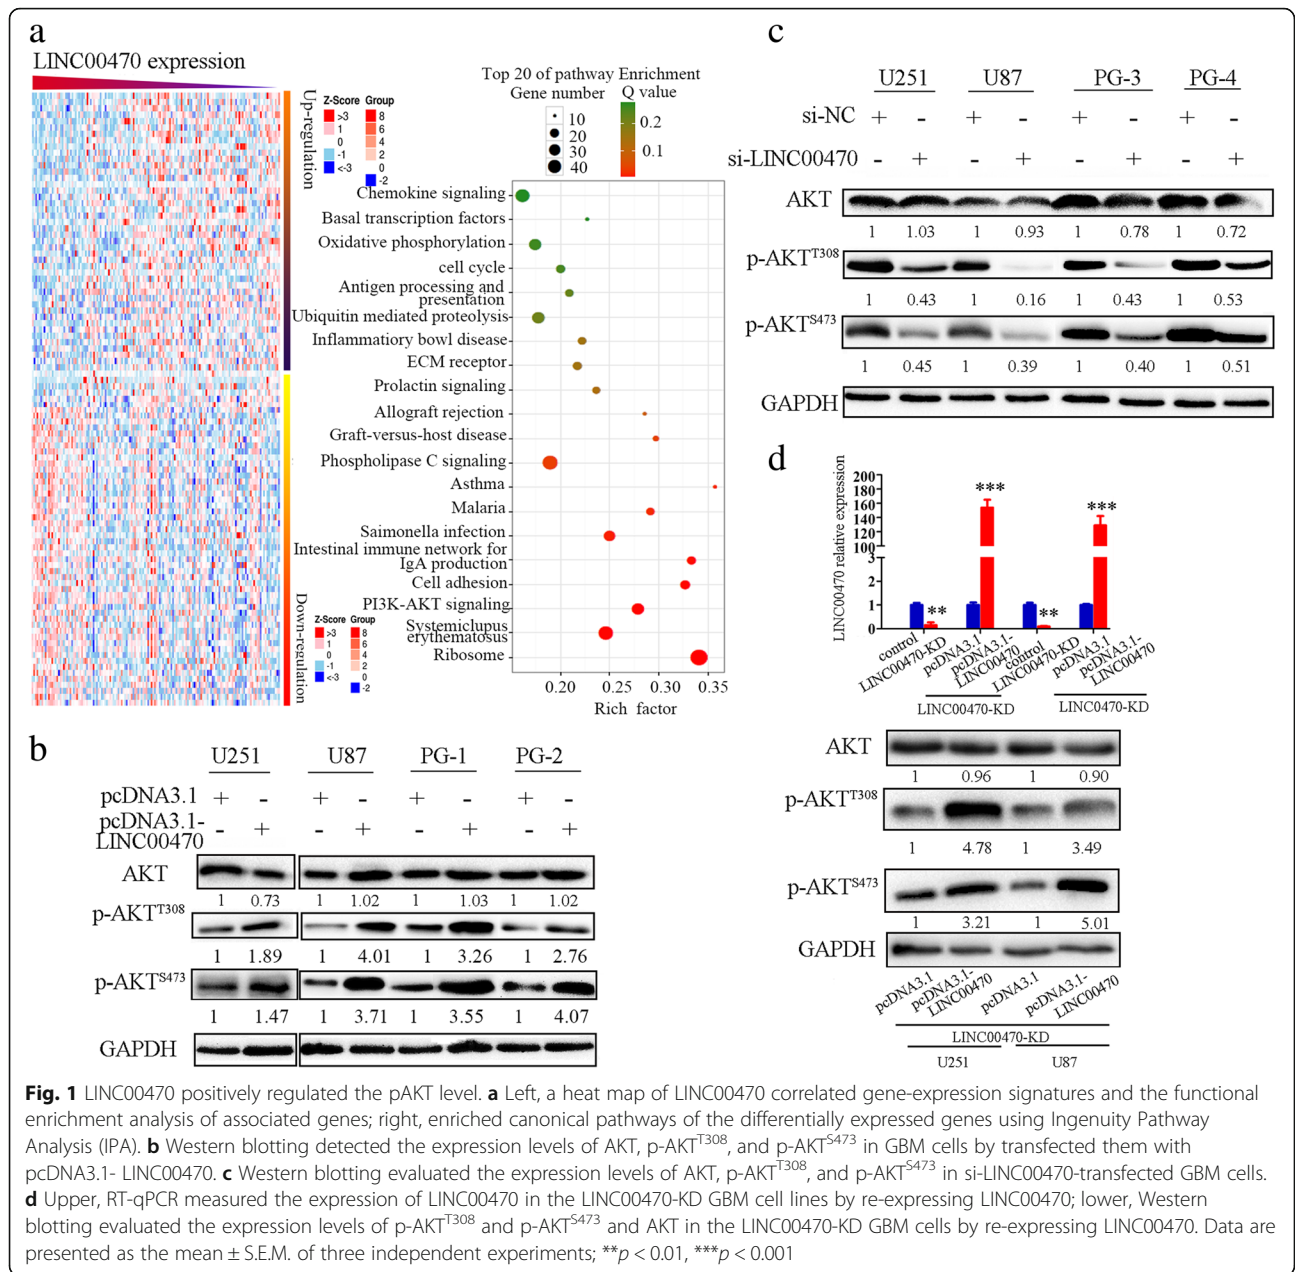 a
LINC00470 expression
Up-regulation
Z-Score Group
>3 8
1 6
0 4
-1 2
<-3 0
-2
Down-regulation
Z-Score Group
>3 8
1 6
0 4
-1 2
<-3 0
-2
Top 20 of pathway Enrichment
Gene number Q value
10
20
30
40
0.2
0.1
Chemokine signaling
Basal transcription factors
Oxidative phosphorylation
cell cycle
Antigen processing and
presentation
Ubiquitin mediated proteolysis
Inflammatiory bowl disease
ECM receptor
Prolactin signaling
Allograft rejection
Graft-versus-host disease
Phospholipase C signaling
Asthma
Malaria
Saimonella infection
Intestinal immune network for
IgA production
Cell adhesion
PI3K-AKT signaling
Systemiclupus
erythematosus
Ribosome
0.20 0.25 0.30 0.35
Rich factor
b
U251 U87 PG-1 PG-2
pcDNA3.1 + - + - + - + -
pcDNA3.1-
LINC00470 - + - + - + - +
AKT
1 0.73 1 1.02 1 1.03 1 1.02
p-AKTT308
1 1.89 1 4.01 1 3.26 1 2.76
p-AKTS473
1 1.47 1 3.71 1 3.55 1 4.07
GAPDH
c
U251 U87 PG-3 PG-4
si-NC + - + - + - + -
si-LINC00470 - + - + - + - +
AKT
1 1.03 1 0.93 1 0.78 1 0.72
p-AKTT308
1 0.43 1 0.16 1 0.43 1 0.53
p-AKTS473
1 0.45 1 0.39 1 0.40 1 0.51
GAPDH
d
LINC00470 relative expression
200
180
160
140
120
100
3
2
1
0
** *** ** ***
control
LINC00470-KD
pcDNA3.1
pcDNA3.1-
LINC00470
control
LINC00470-KD
pcDNA3.1
pcDNA3.1-
LINC00470
LINC00470-KD LINC0470-KD
AKT
1 0.96 1 0.90
p-AKTT308
1 4.78 1 3.49
p-AKTS473
1 3.21 1 5.01
GAPDH
pcDNA3.1
pcDNA3.1-
LINC00470
pcDNA3.1
pcDNA3.1-
LINC00470
LINC00470-KD
U251 U87
Fig. 1 LINC00470 positively regulated the pAKT level. a Left, a heat map of LINC00470 correlated gene-expression signatures and the functional
enrichment analysis of associated genes; right, enriched canonical pathways of the differentially expressed genes using Ingenuity Pathway
Analysis (IPA). b Western blotting detected the expression levels of AKT, p-AKTT308, and p-AKTS473 in GBM cells by transfected them with
pcDNA3.1- LINC00470. c Western blotting evaluated the expression levels of AKT, p-AKTT308, and p-AKTS473 in si-LINC00470-transfected GBM cells.
d Upper, RT-qPCR measured the expression of LINC00470 in the LINC00470-KD GBM cell lines by re-expressing LINC00470; lower, Western
blotting evaluated the expression levels of p-AKTT308 and p-AKTS473 and AKT in the LINC00470-KD GBM cells by re-expressing LINC00470. Data are
presented as the mean ± S.E.M. of three independent experiments; **p < 0.01, ***p < 0.001